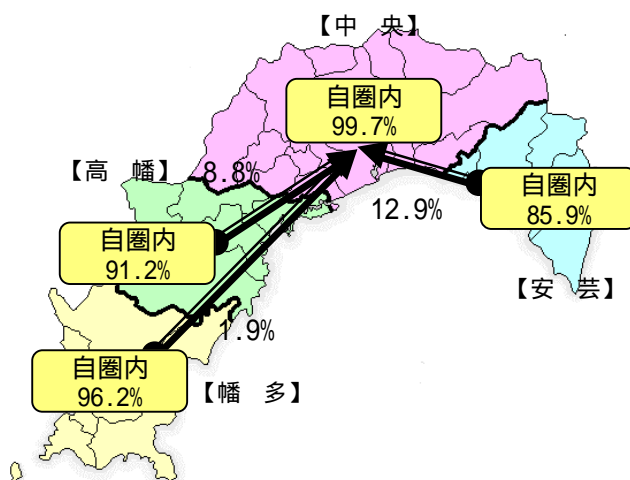 【中　央】
自圏内
99.7%
【高　幡】
8.8%
12.9%
自圏内
85.9%
自圏内
91.2%
【安　芸】
1.9%
自圏内
96.2%
【幡　多】